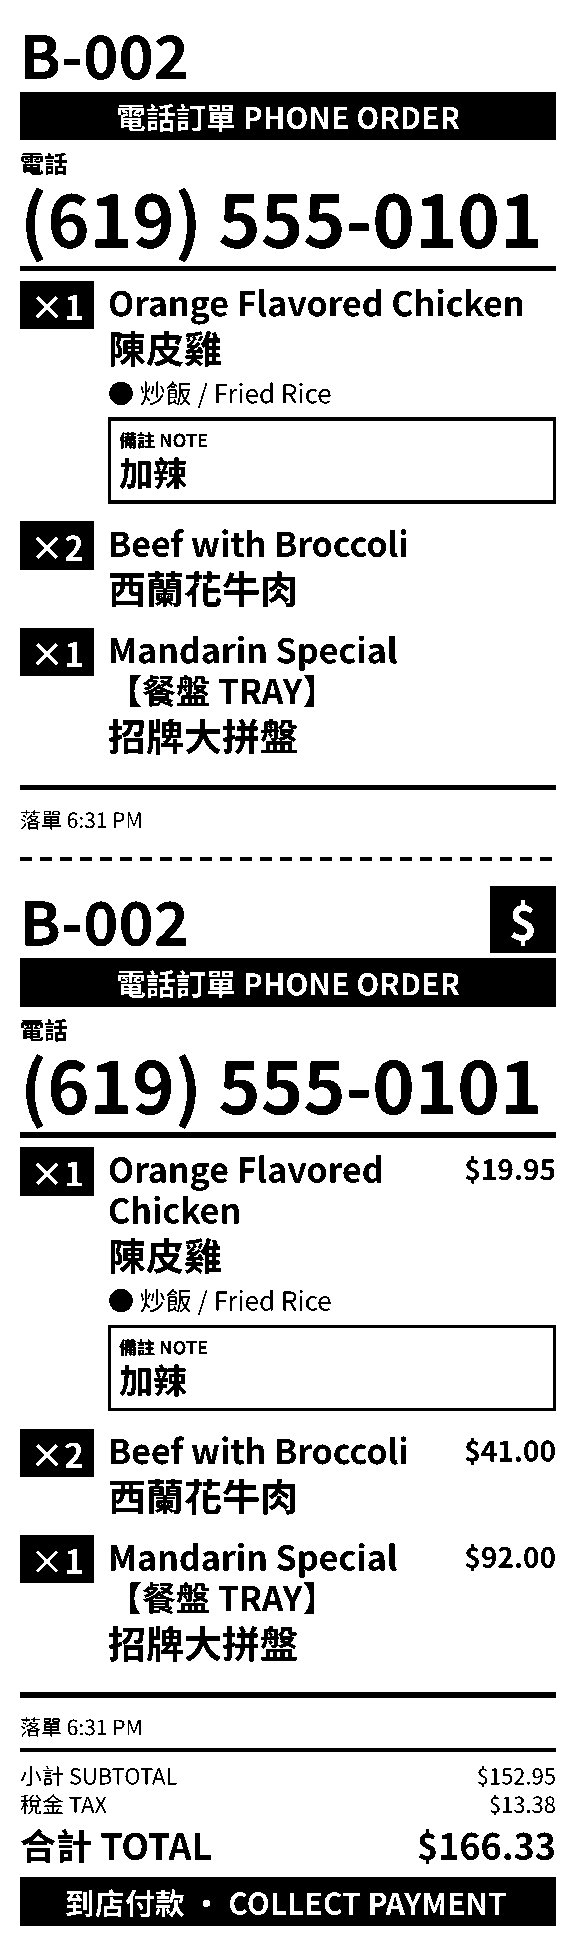 B-002
電話訂單 PHONE ORDER
電話
(619) 555-0101
×1 Orange Flavored Chicken
陳皮雞
● 炒飯 / Fried Rice
備註 NOTE
加辣
×2 Beef with Broccoli
西蘭花牛肉
×1 Mandarin Special
【餐盤 TRAY】
招牌大拼盤
落單 6:31 PM
B-002 $
電話訂單 PHONE ORDER
電話
(619) 555-0101
×1 Orange Flavored $19.95
Chicken
陳皮雞
● 炒飯 / Fried Rice
備註 NOTE
加辣
×2 Beef with Broccoli $41.00
西蘭花牛肉
×1 Mandarin Special $92.00
【餐盤 TRAY】
招牌大拼盤
落單 6:31 PM
小計 SUBTOTAL $152.95
稅金 TAX $13.38
合計 TOTAL $166.33
到店付款 · COLLECT PAYMENT